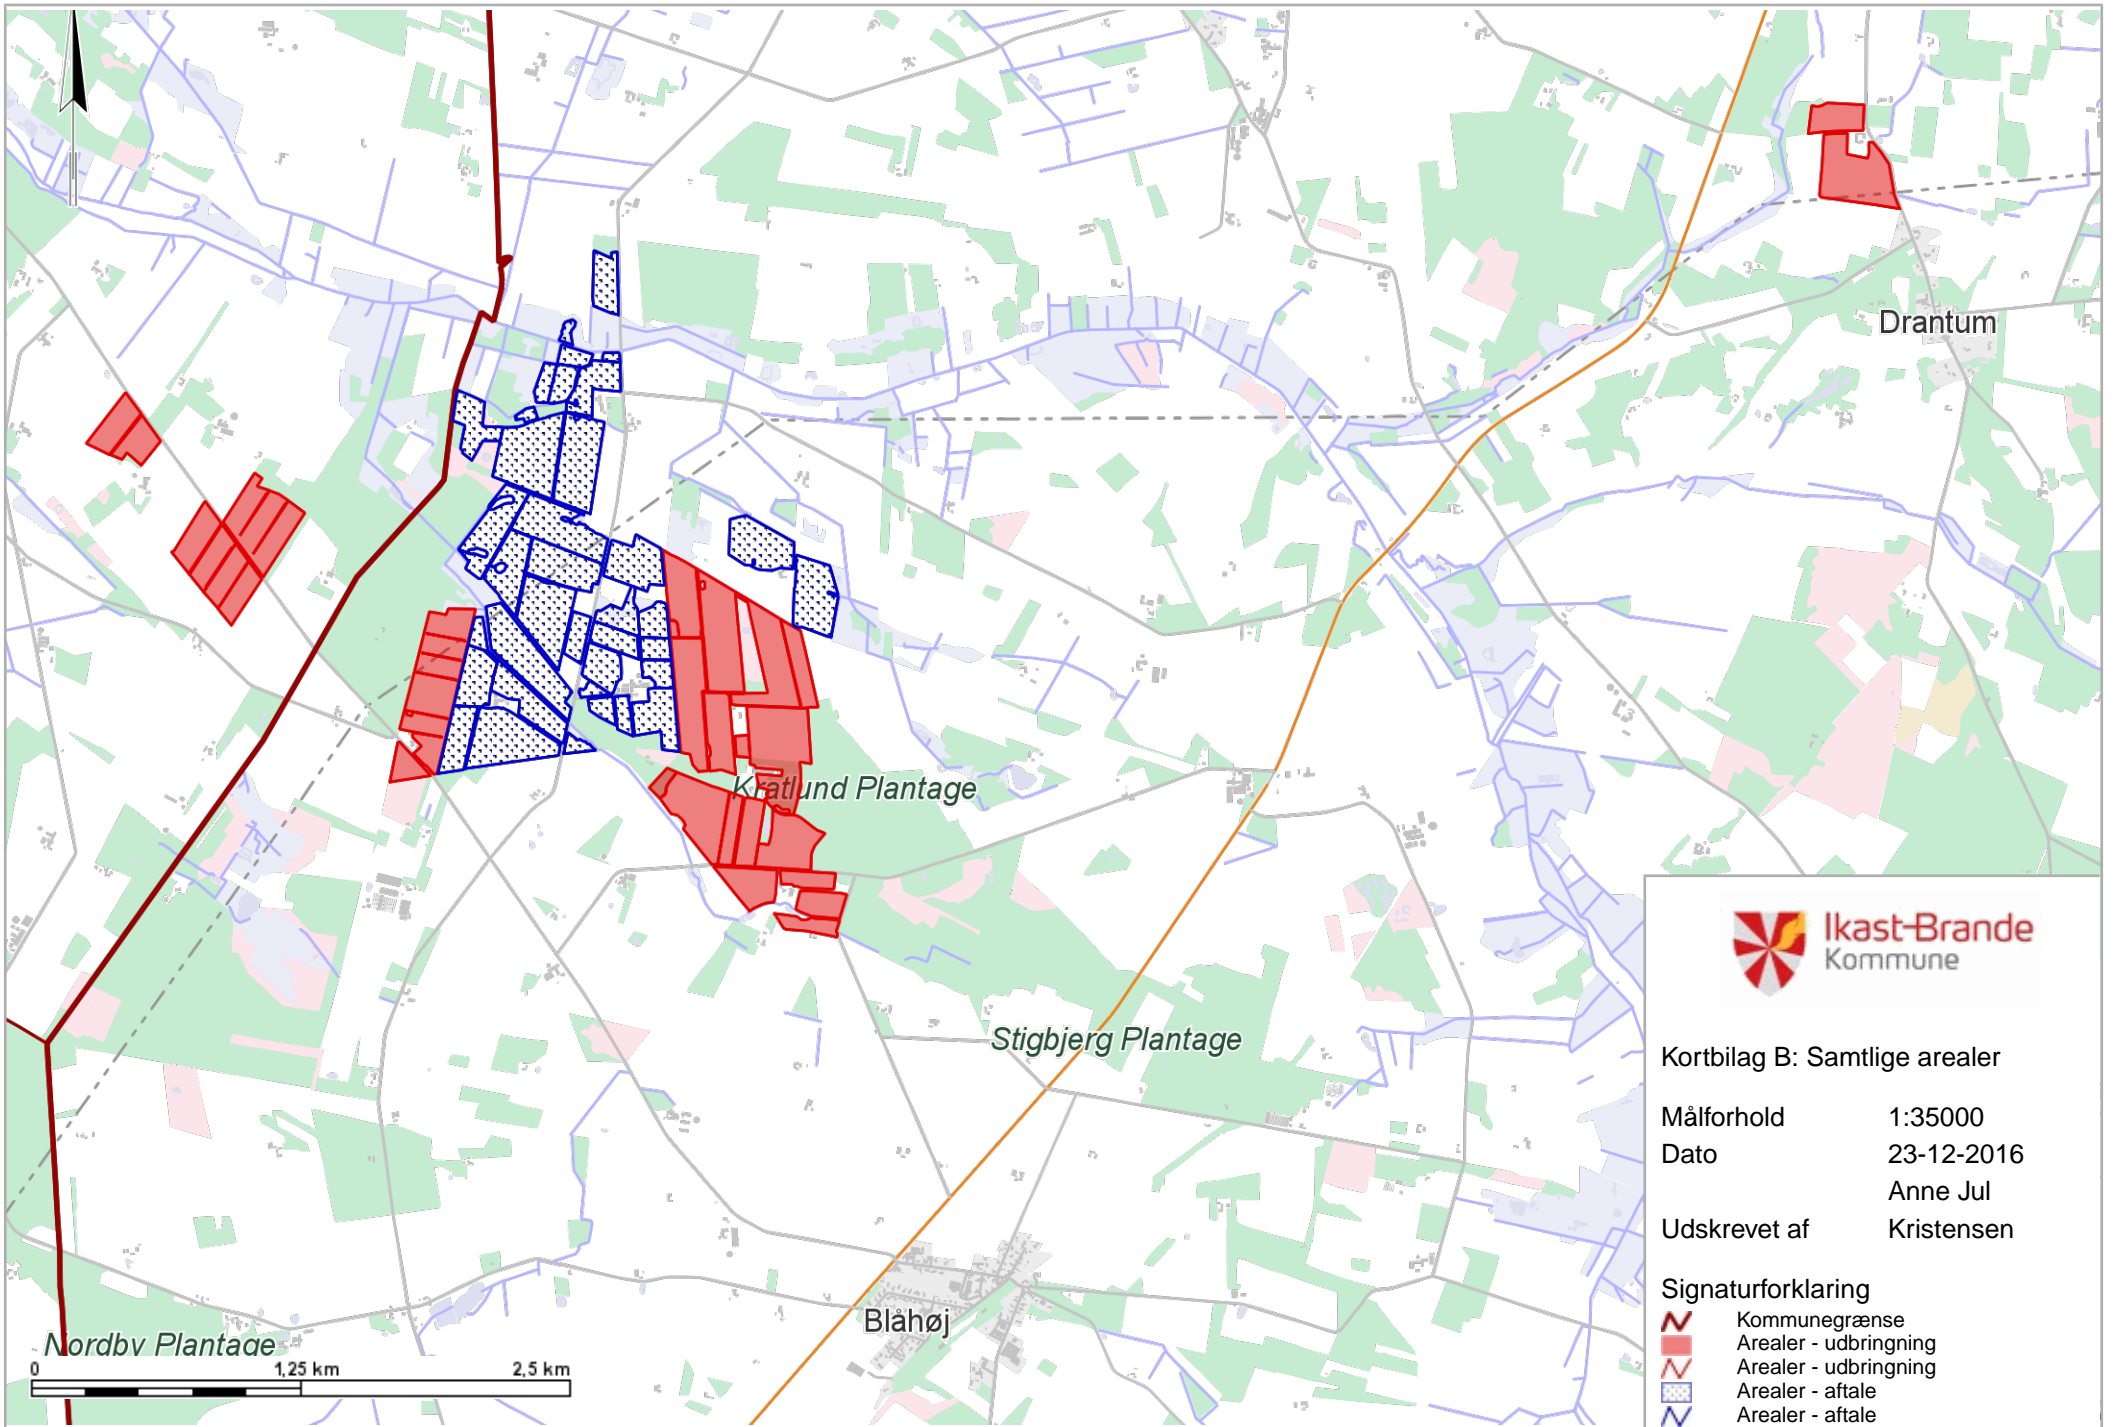 Drantum
Kratlund Plantage
Stigbjerg Plantage
Blåhøj
Nordby Plantage
0 1,25 km 2,5 km
Ikast-Brande
Kommune
Kortbilag B: Samtlige arealer
Målforhold 1:35000
Dato 23-12-2016
Anne Jul
Udskrevet af Kristensen
Signaturforklaring
Kommunegrænse
Arealer - udbringning
Arealer - udbringning
Arealer - aftale
Arealer - aftale